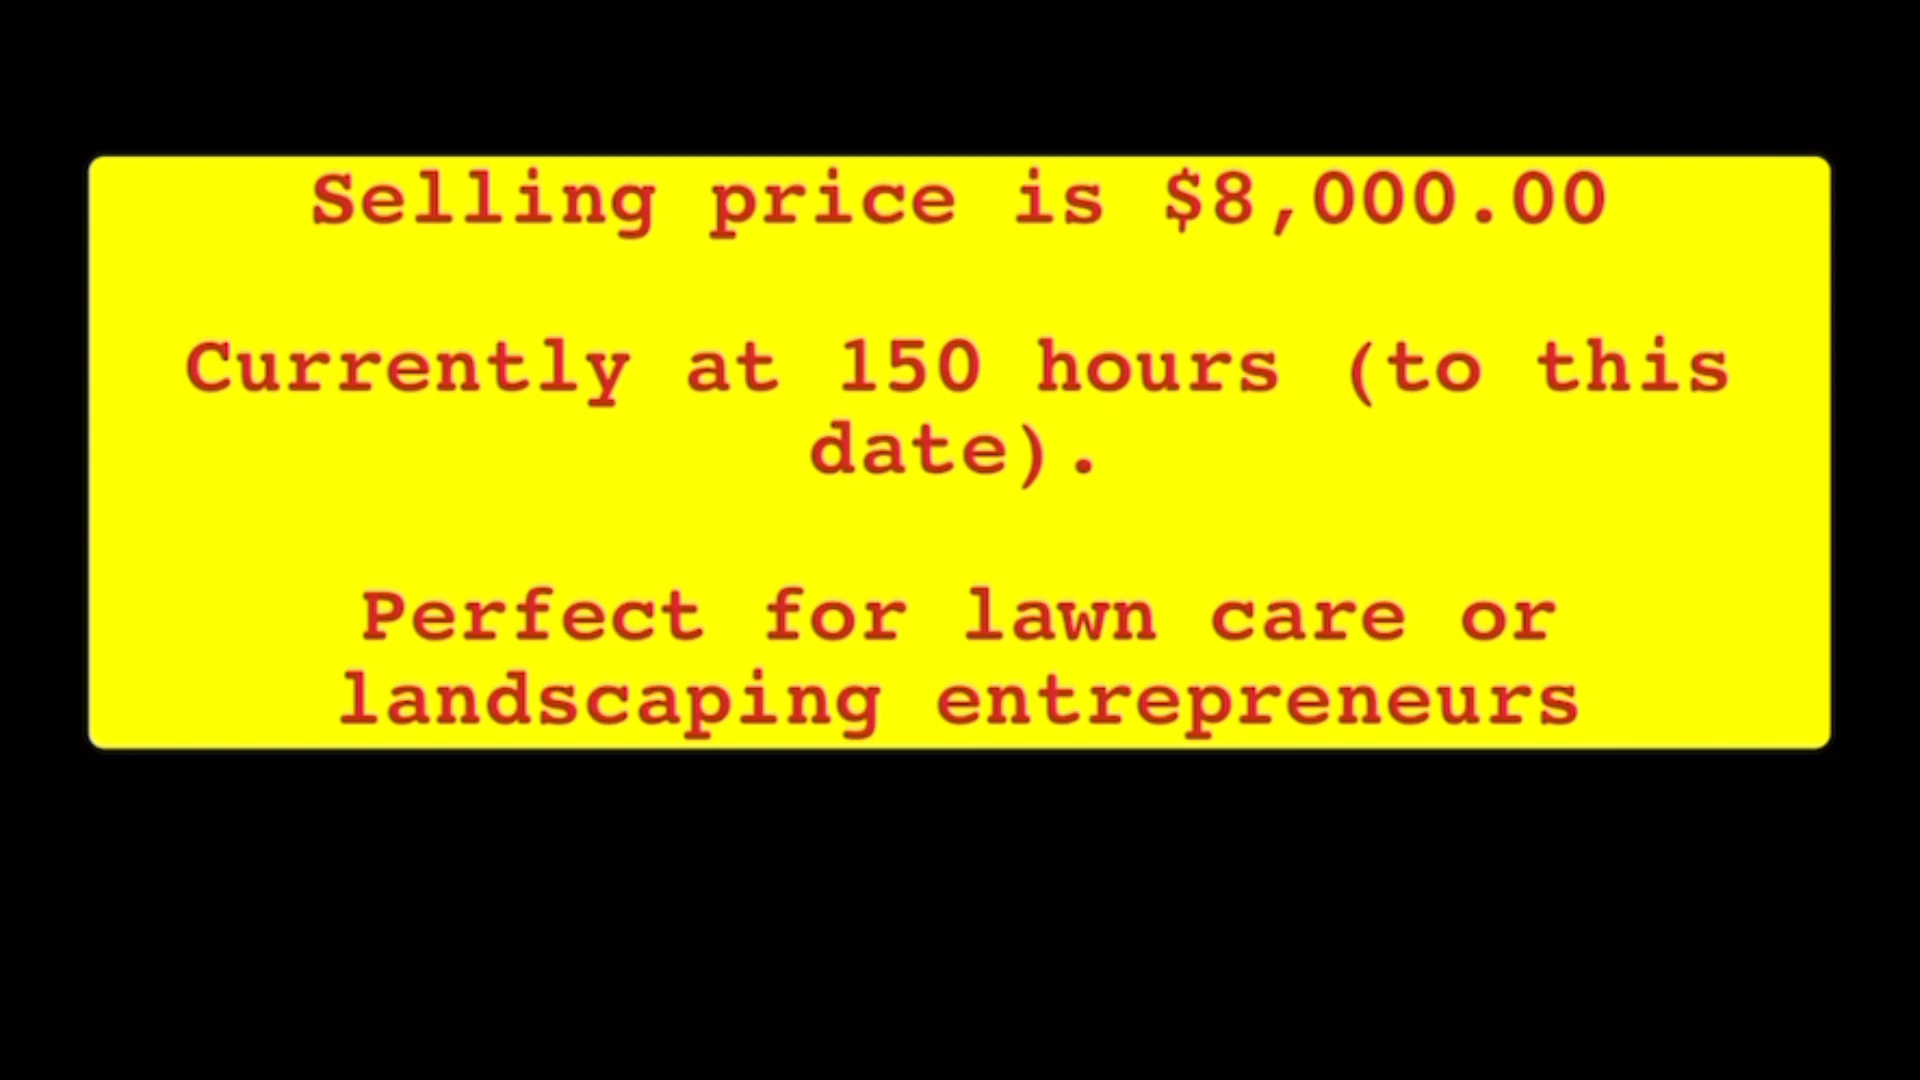 Selling price is $8,000.00
Currently at 150 hours (to this
date).
Perfect for lawn care or
landscaping entrepreneurs